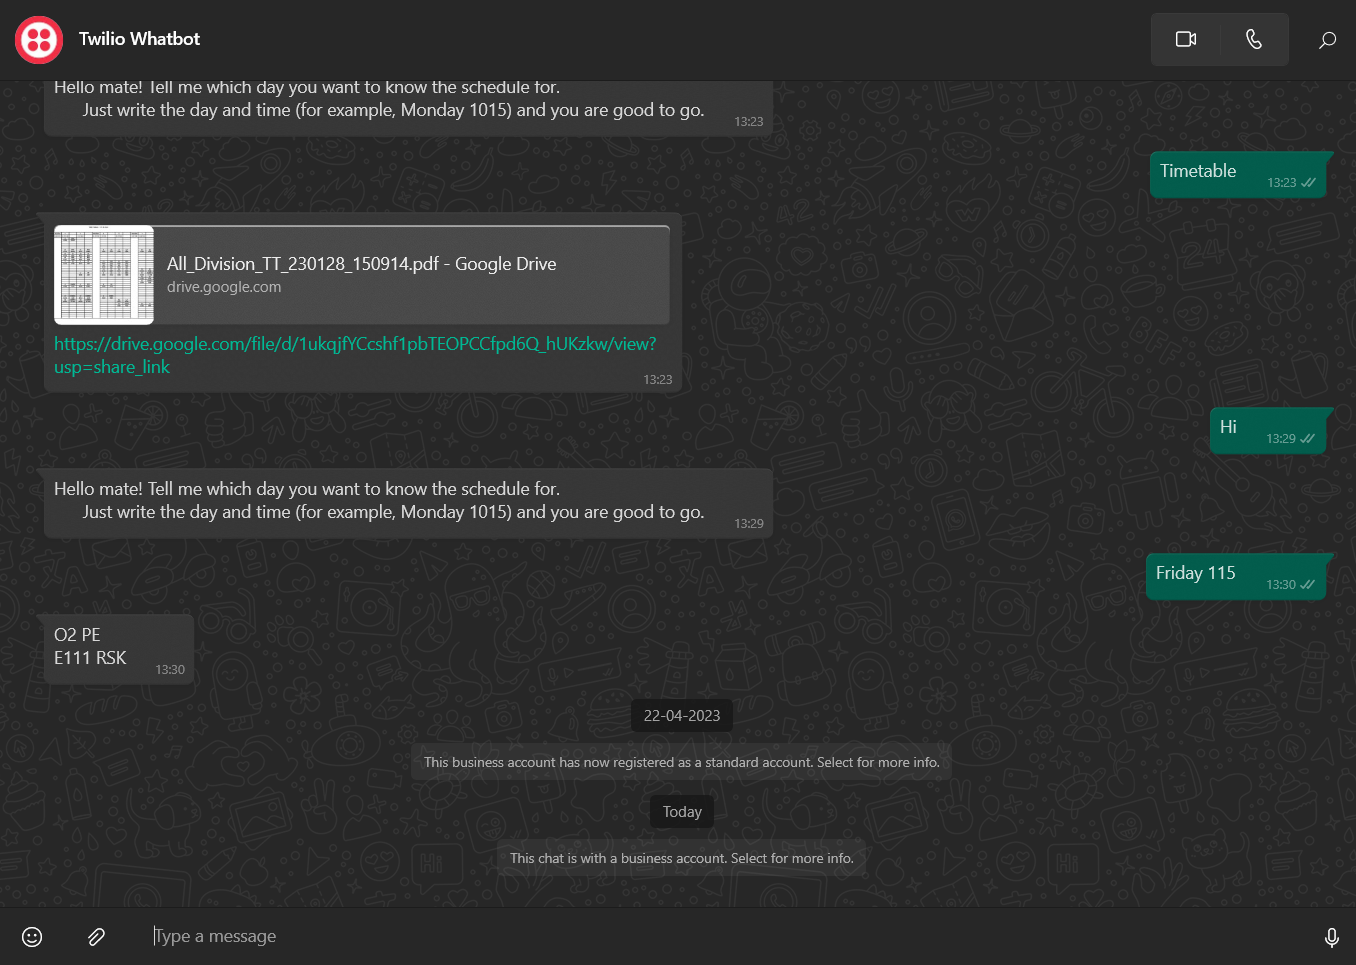 Twilio Whatbot
Hello mate! Tell me which day you want to know the schedule for.
Just write the day and time (for example, Monday 1015) and you are good to go.
13:23
Timetable
13:23
All_Division_TT_230128_150914.pdf - Google Drive
drive.google.com
https://drive.google.com/file/d/1ukqjfYCcshf1pbTEOPCCfpd6Q_hUKzkw/view?
usp=share_link
13:23
Hi
13:29
Hello mate! Tell me which day you want to know the schedule for.
Just write the day and time (for example, Monday 1015) and you are good to go.
13:29
Friday 115
13:30
O2 PE
E111 RSK
13:30
22-04-2023
This business account has now registered as a standard account. Select for more info.
Today
This chat is with a business account. Select for more info.
Type a message